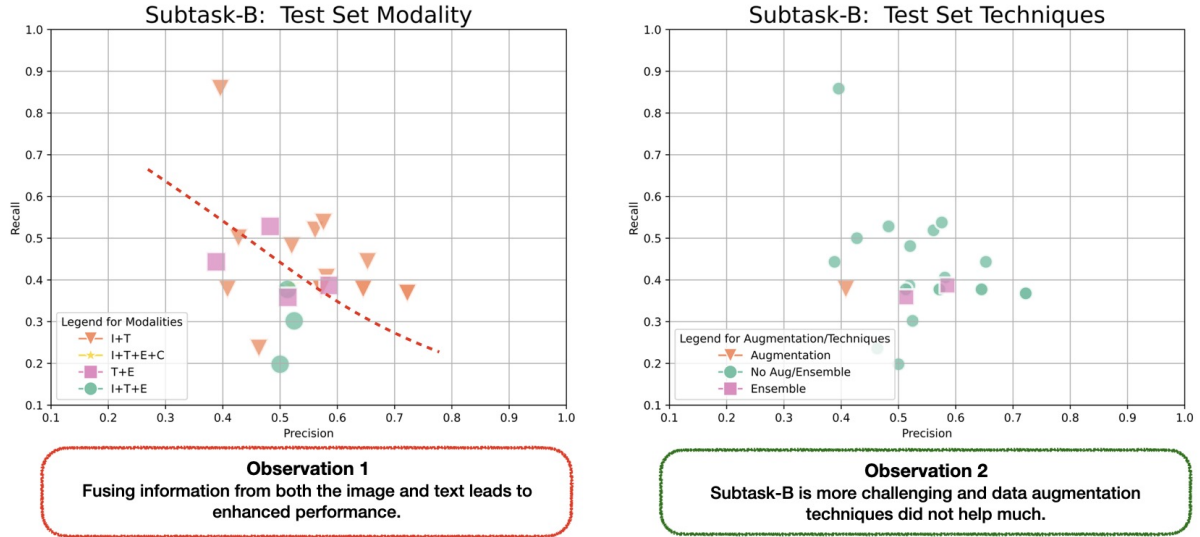 Subtask-B: Test Set Modality
1.0
0.9
0.8
0.7
0.6
0.5
0.4
0.3
0.2
0.1
Recall
Legend for Modalities
I+T
I+T+E+C
T+E
I+T+E
0.1 0.2 0.3 0.4 0.5 0.6 0.7 0.8 0.9 1.0
Precision
Observation 1
Fusing information from both the image and text leads to
enhanced performance.
Subtask-B: Test Set Techniques
1.0
0.9
0.8
0.7
0.6
0.5
0.4
0.3
0.2
0.1
Recall
Legend for Augmentation/Techniques
Augmentation
No Aug/Ensemble
Ensemble
0.1 0.2 0.3 0.4 0.5 0.6 0.7 0.8 0.9 1.0
Precision
Observation 2
Subtask-B is more challenging and data augmentation
techniques did not help much.